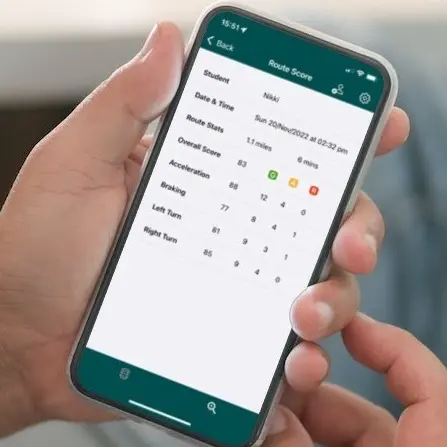 15:51
Back
Route Score
Student Nikki
Date & Time Sun 20/Nov/2022 at 02:32 pm
Route Stats 1.1 miles 6 mins
Overall Score 83 G A R
Acceleration 88 12 4 0
Braking 77 8 4 1
Left Turn 81 9 3 1
Right Turn 85 9 4 0